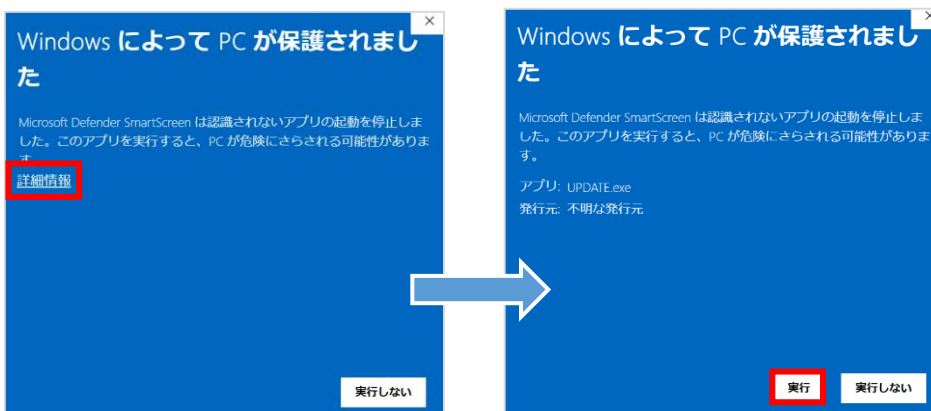 Windows によって PC が保護されまし
た
Microsoft Defender SmartScreen は認識されないアプリの起動を停止しま
した。このアプリを実行すると、PC が危険にさらされる可能性がありま
す。
詳細情報
実行しない
Windows によって PC が保護されまし
た
Microsoft Defender SmartScreen は認識されないアプリの起動を停止しま
した。このアプリを実行すると、PC が危険にさらされる可能性がありま
す。
アプリ: UPDATE.exe
発行元: 不明な発行元
実行
実行しない